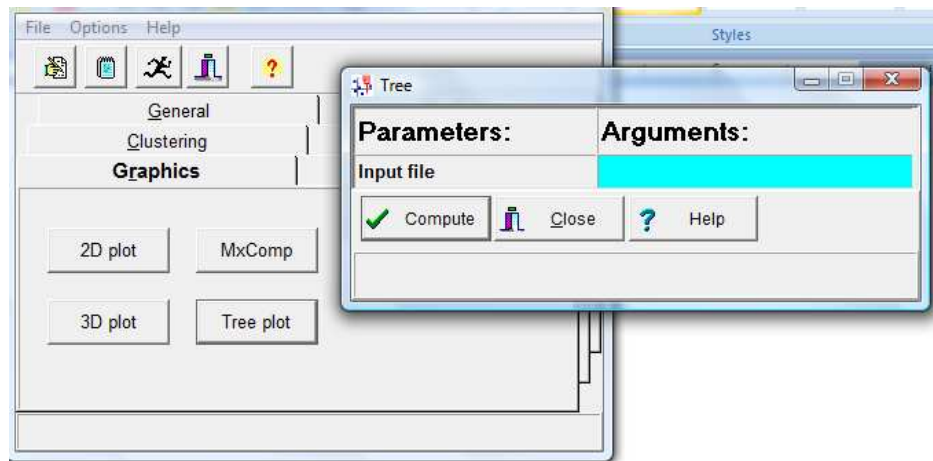 File Options Help
?
General
Clustering
Graphics
2D plot MxComp
3D plot Tree plot
Styles
Tree
Parameters: Arguments:
Input file
Compute Close ? Help